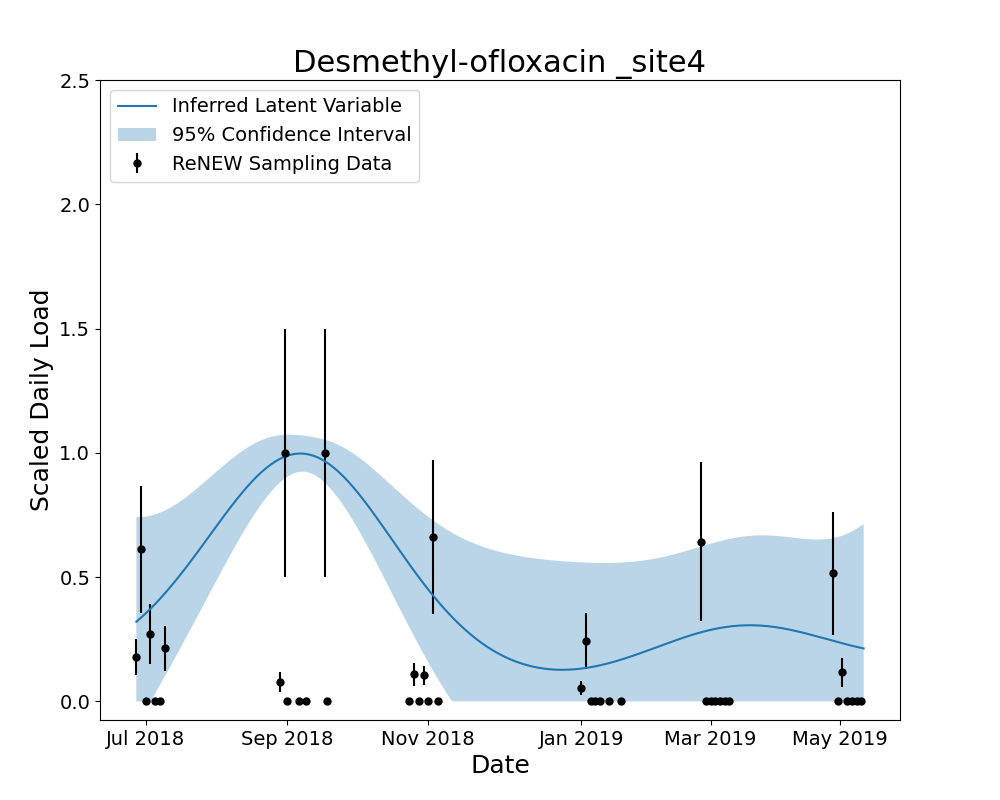 Desmethyl-ofloxacin _site4
Inferred Latent Variable
95% Confidence Interval
ReNEW Sampling Data
Scaled Daily Load
2.5
2.0
1.5
1.0
0.5
0.0
Jul 2018 Sep 2018 Nov 2018 Jan 2019 Mar 2019 May 2019
Date